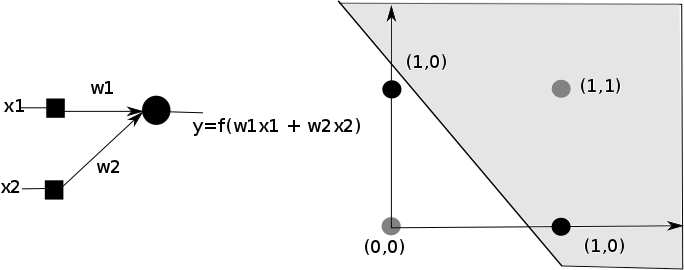 x1
w1
y=f(w1x1 + w2x2)
w2
x2
(1,0)
(1,1)
(0,0)
(1,0)